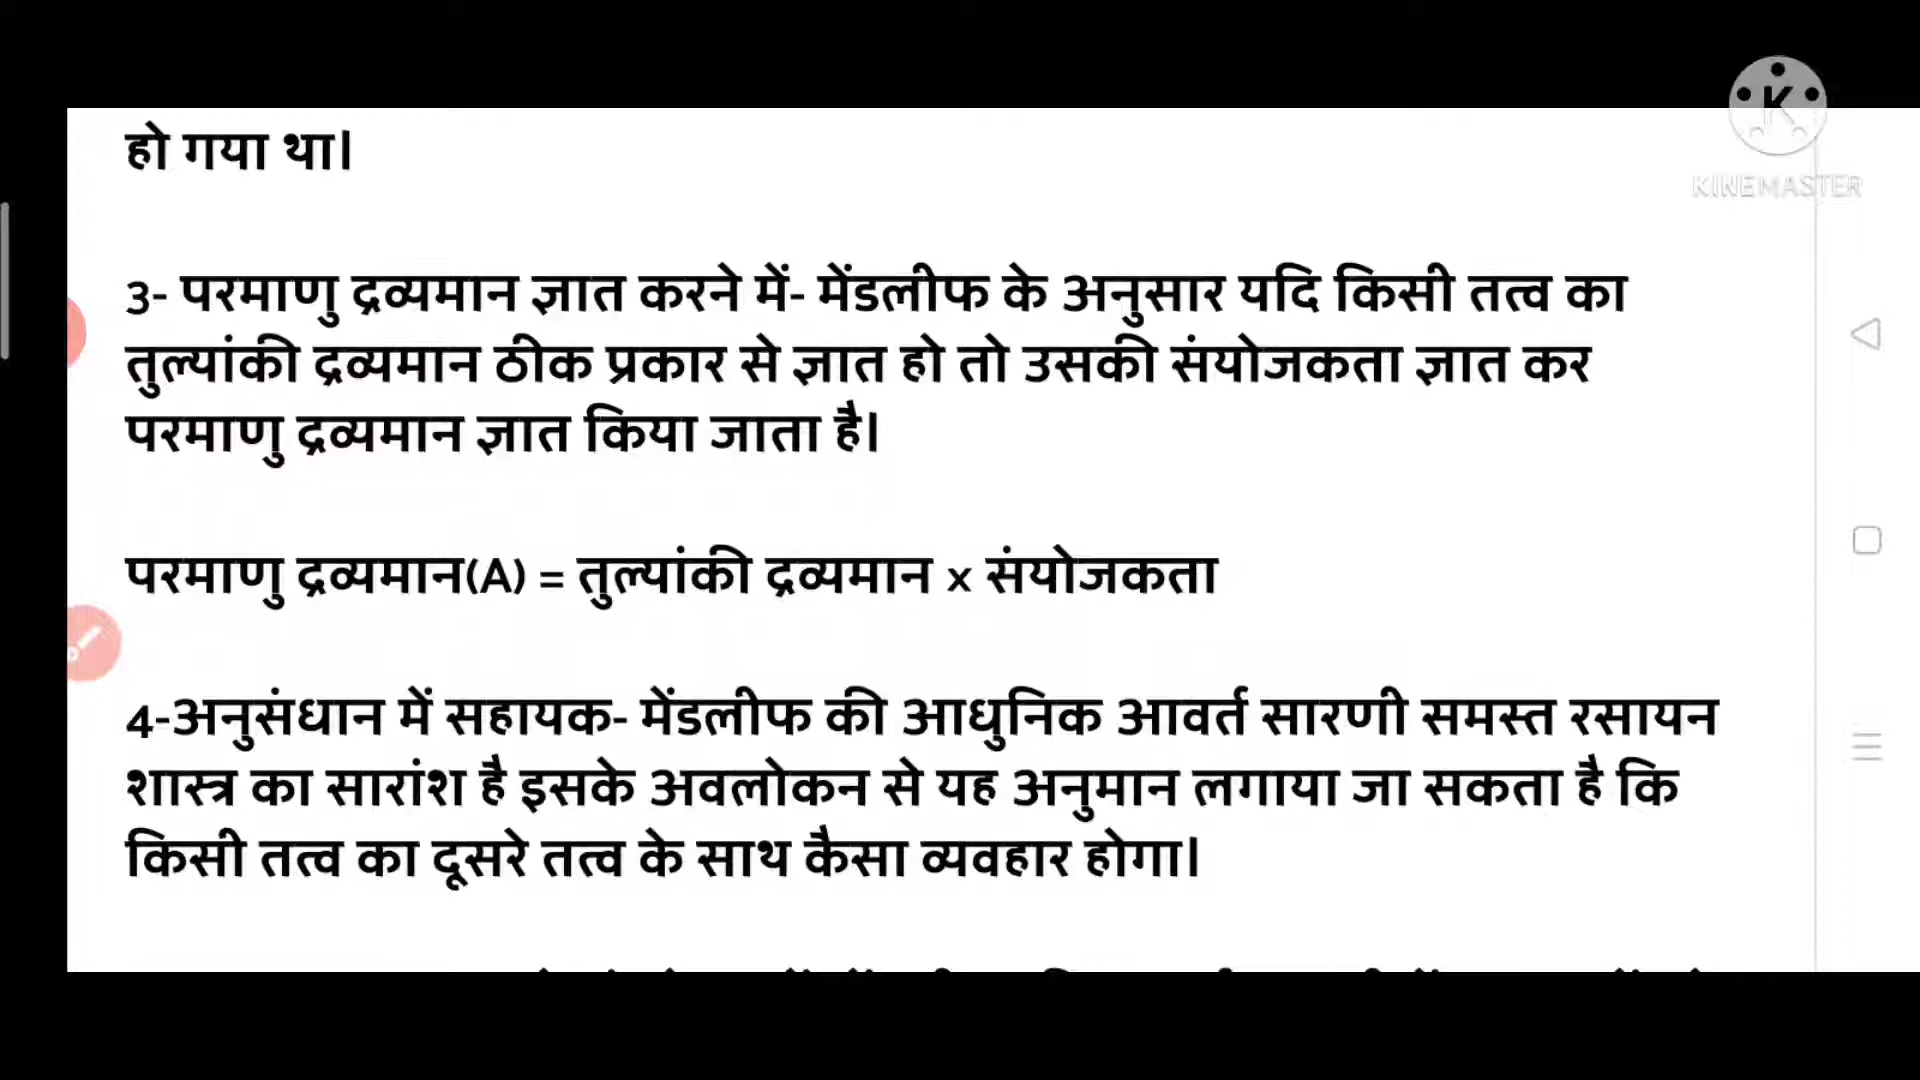 हो गया था।
KINEMASTER
3- परमाणु द्रव्यमान ज्ञात करने में- मेंडलीफ के अनुसार यदि किसी तत्व का
तुल्यांकी द्रव्यमान ठीक प्रकार से ज्ञात हो तो उसकी संयोजकता ज्ञात कर
परमाणु द्रव्यमान ज्ञात किया जाता है।
परमाणु द्रव्यमान(A) = तुल्यांकी द्रव्यमान x संयोजकता
4-अनुसंधान में सहायक- मेंडलीफ की आधुनिक आवर्त सारणी समस्त रसायन
शास्त्र का सारांश है इसके अवलोकन से यह अनुमान लगाया जा सकता है कि
किसी तत्व का दूसरे तत्व के साथ कैसा व्यवहार होगा।